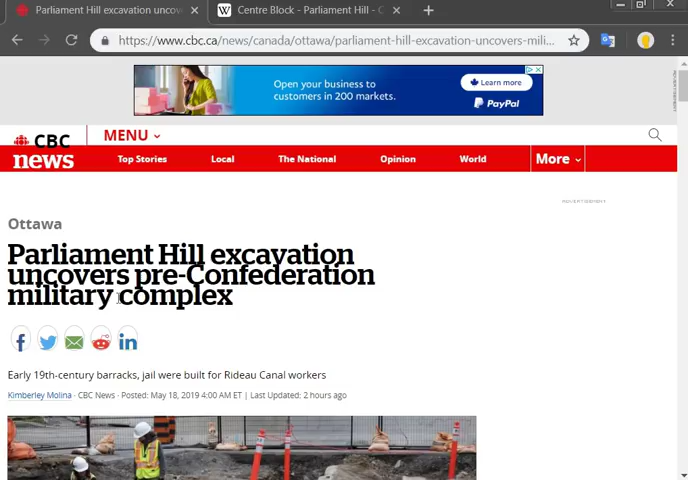 Parliament Hill excavation uncov
Centre Block - Parliament Hill - C
https://www.cbc.ca/news/canada/ottawa/parliament-hill-excavation-uncovers-mili...
Open your business to
customers in 200 markets.
Learn more
PayPal
ADVERTISEMENT
CBC
news
MENU
Top Stories
Local
The National
Opinion
World
More
ADVERTISEMENT
Ottawa
Parliament Hill excavation
uncovers pre-Confederation
military complex
Early 19th-century barracks, jail were built for Rideau Canal workers
Kimberley Molina · CBC News · Posted: May 18, 2019 4:00 AM ET | Last Updated: 2 hours ago